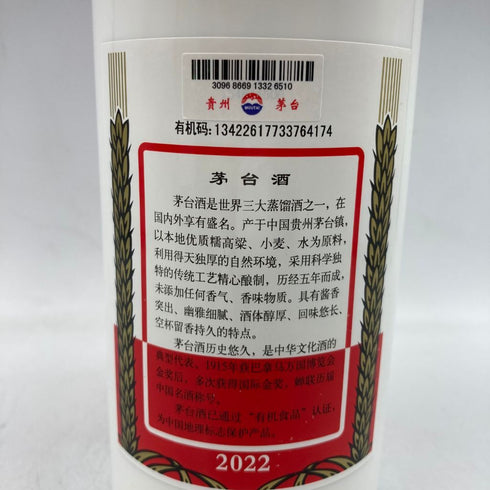 3096 8669 1332 6510
贵州 MOUTAI 茅台
有机码:13422617733764174
茅台酒
茅台酒是世界三大蒸馏酒之一，在
国内外享有盛名。产于中国贵州茅台镇，
以本地优质糯高粱、小麦、水为原料，
利用得天独厚的自然环境，采用科学独
特的传统工艺精心酿制，历经五年而成，
未添加任何香气、香味物质。具有酱香
突出、幽雅细腻、酒体醇厚、回味悠长、
空杯留香持久的特点。
茅台酒历史悠久，是中华文化酒的
典型代表，1915年获巴拿马万国博览会
金奖后，多次获得国际金奖，蝉联历届
中国名酒称号。
茅台酒已通过“有机食品”认证，
为中国地理标志保护产品。
2022